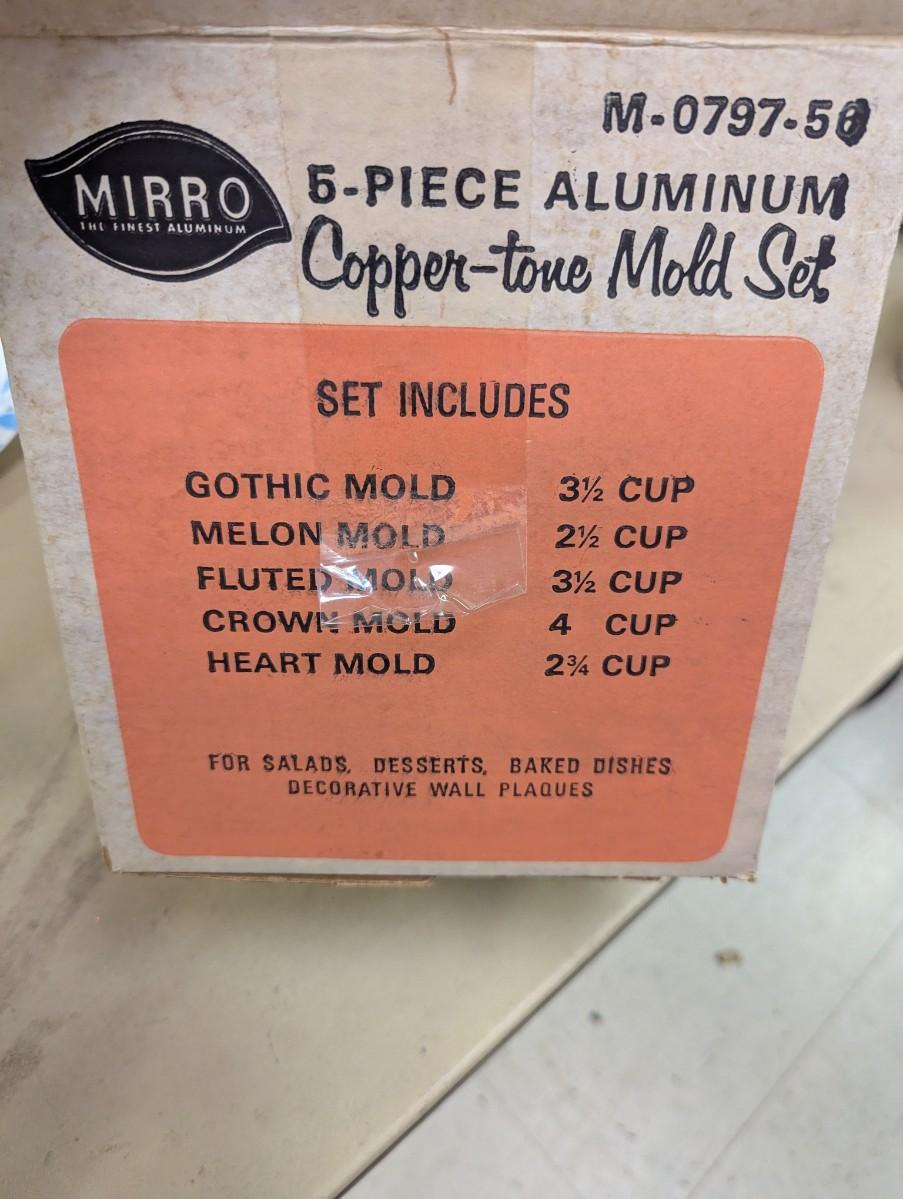 M-0797-56
MIRRO
THE FINEST ALUMINUM
5-PIECE ALUMINUM
Copper-tone Mold Set
SET INCLUDES
GOTHIC MOLD 3½ CUP
MELON MOLD 2½ CUP
FLUTED MOLD 3½ CUP
CROWN MOLD 4 CUP
HEART MOLD 2¾ CUP
FOR SALADS, DESSERTS, BAKED DISHES
DECORATIVE WALL PLAQUES